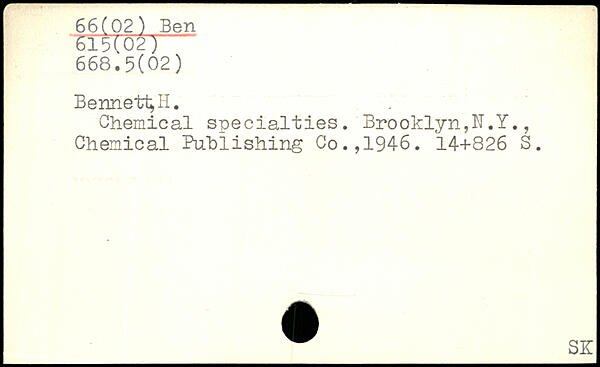 66(02) Ben
615(02)
668.5(02)
Bennett,H.
Chemical specialties. Brooklyn,N.Y.,
Chemical Publishing Co.,1946. 14+826 S.
SK